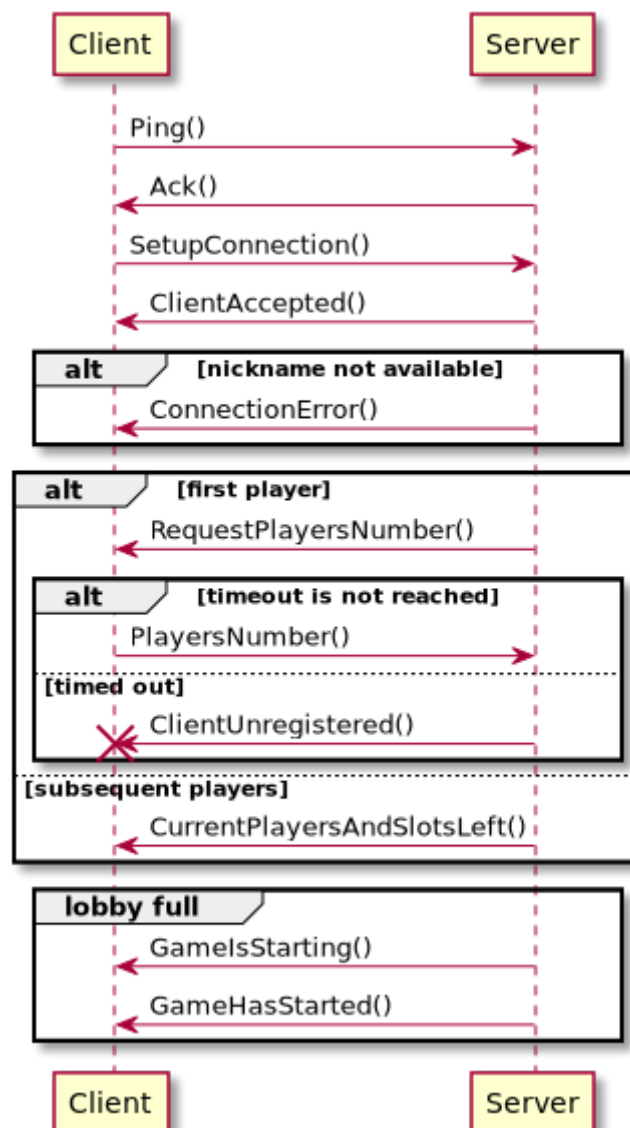 Client Server
Ping()
Ack()
SetupConnection()
ClientAccepted()
alt [nickname not available]
ConnectionError()
alt [first player]
RequestPlayersNumber()
alt [timeout is not reached]
PlayersNumber()
[timed out]
ClientUnregistered()
[subsequent players]
CurrentPlayersAndSlotsLeft()
lobby full
GameIsStarting()
GameHasStarted()
Client Server